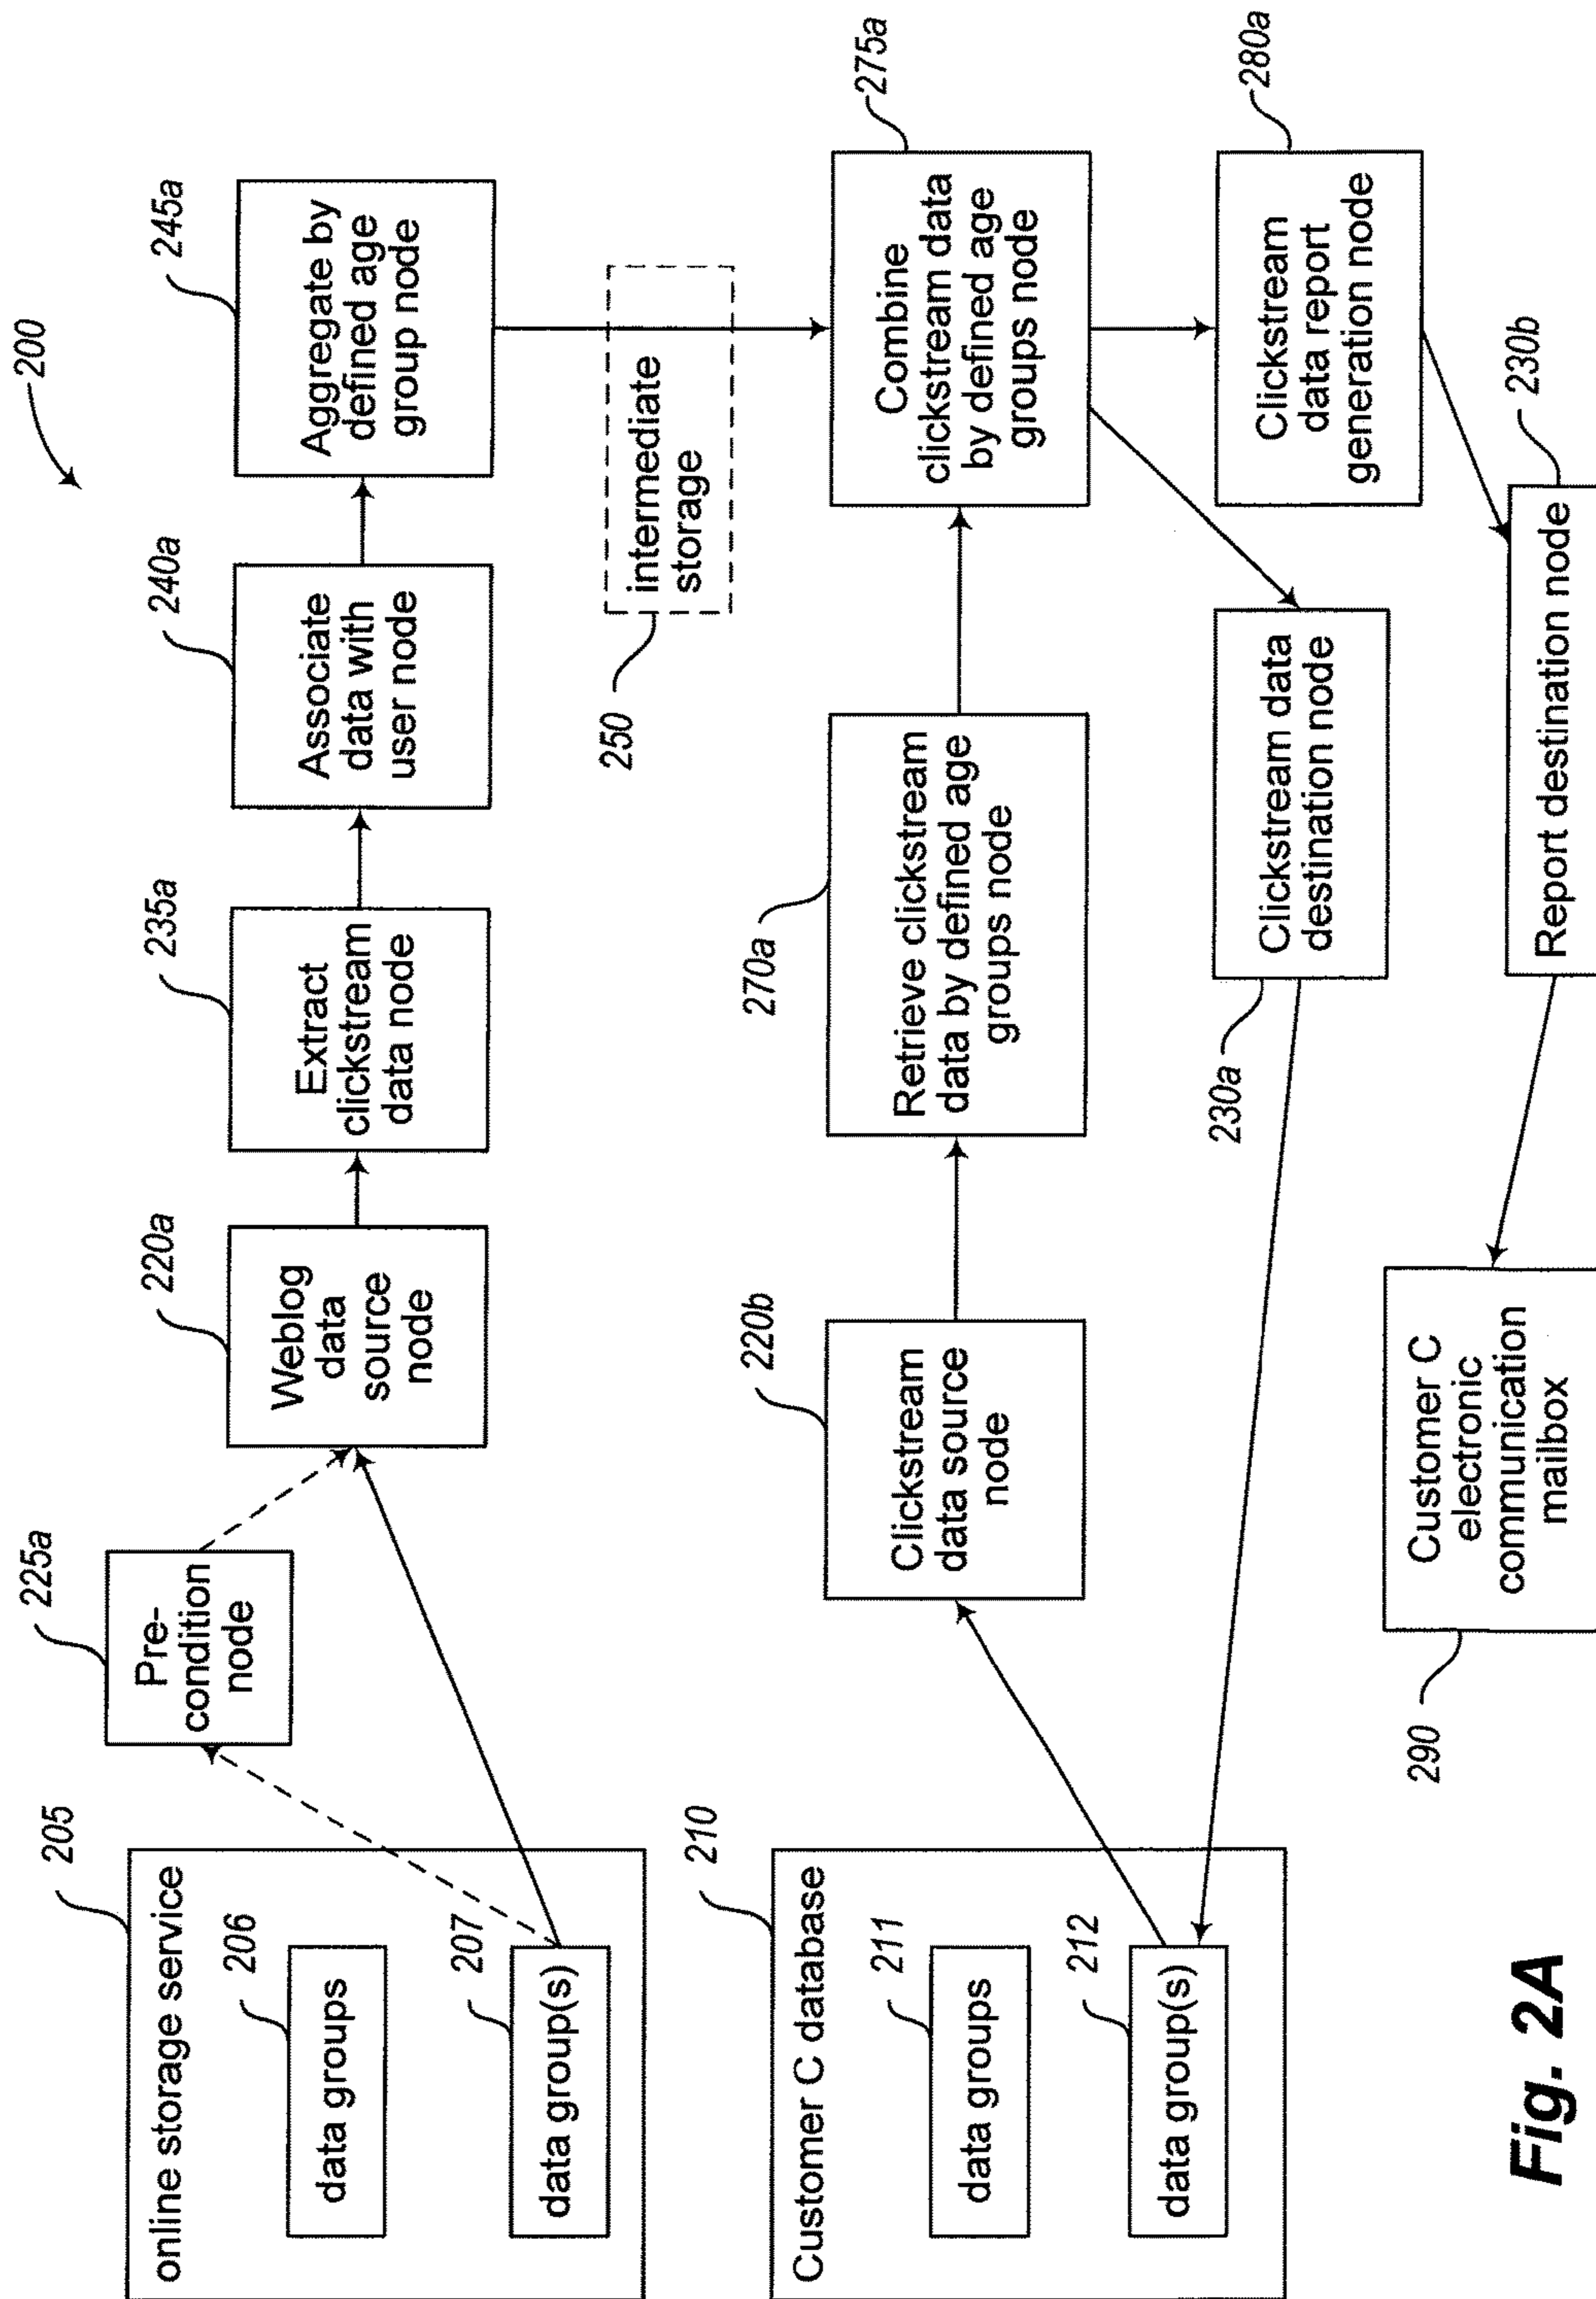 200
205
online storage service
206
data groups
207
data group(s)
225a
Pre-
condition
node
220a
Weblog
data
source
node
235a
Extract
clickstream
data node
240a
Associate
data with
user node
245a
Aggregate by
defined age
group node
intermediate
storage
250
210
Customer C database
211
data groups
212
data group(s)
220b
Clickstream
data source
node
270a
Retrieve clickstream
data by defined age
groups node
275a
Combine
clickstream data
by defined age
groups node
230a
Clickstream data
destination node
280a
Clickstream
data report
generation node
230b
Report destination node
290
Customer C
electronic
communication
mailbox
Fig. 2A